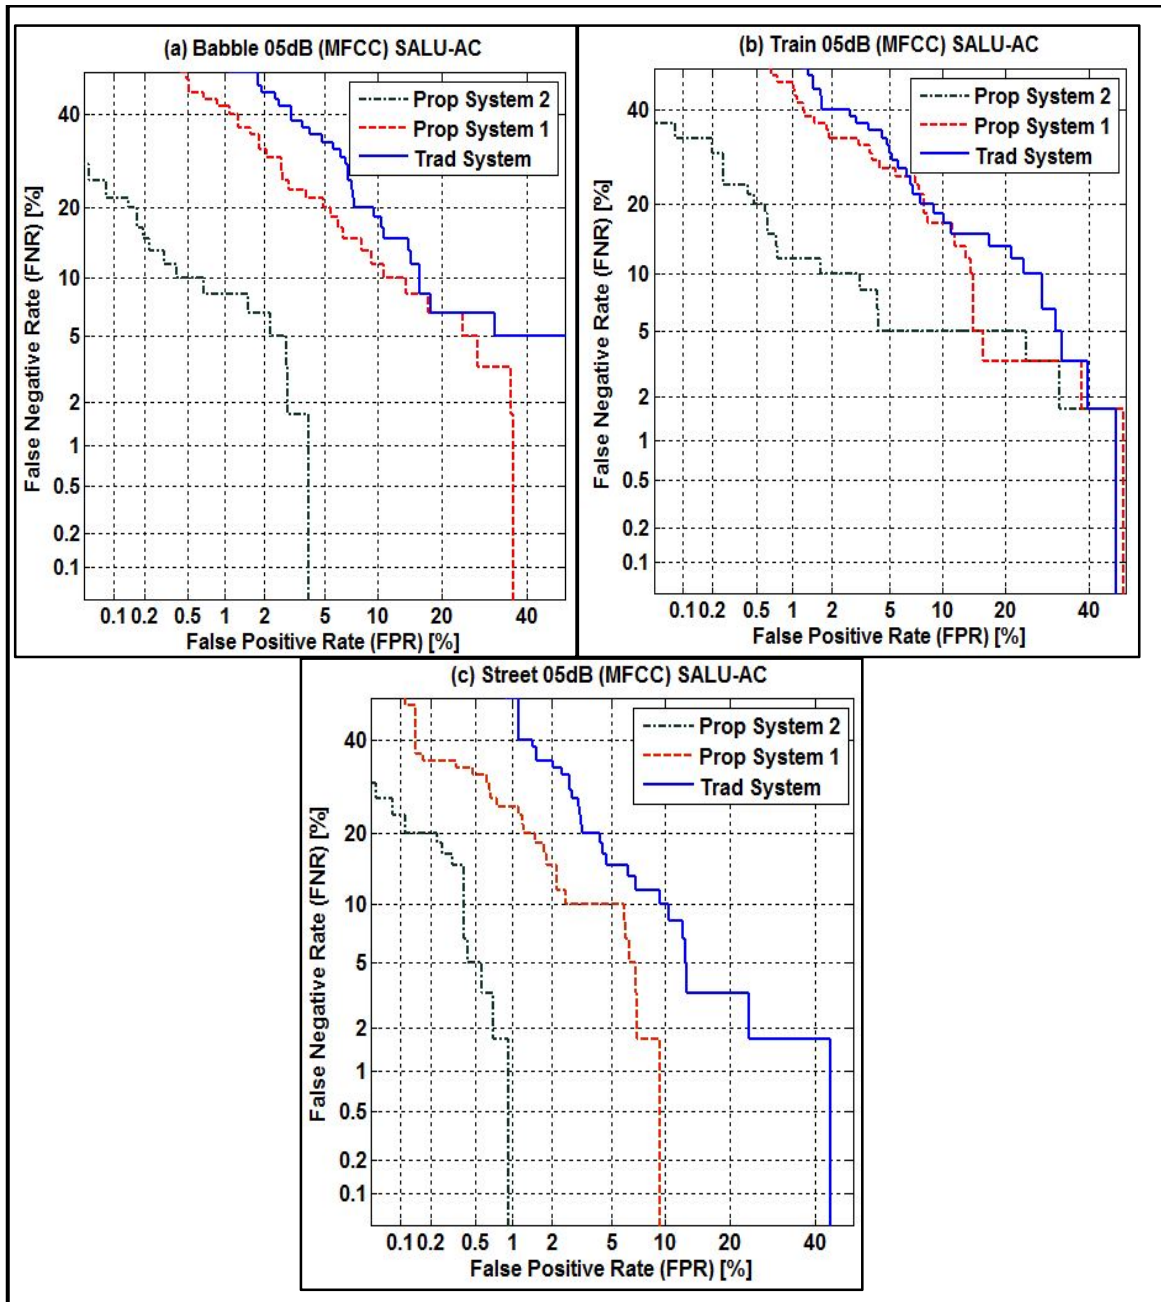 (a) Babble 05dB (MFCC) SALU-AC
Prop System 2
Prop System 1
Trad System
False Negative Rate (FNR) [%]
40
20
10
5
2
1
0.5
0.2
0.1
0.1 0.2 0.5 1 2 5 10 20 40
False Positive Rate (FPR) [%]
(b) Train 05dB (MFCC) SALU-AC
Prop System 2
Prop System 1
Trad System
False Negative Rate (FNR) [%]
40
20
10
5
2
1
0.5
0.2
0.1
0.1 0.2 0.5 1 2 5 10 20 40
False Positive Rate (FPR) [%]
(c) Street 05dB (MFCC) SALU-AC
Prop System 2
Prop System 1
Trad System
False Negative Rate (FNR) [%]
40
20
10
5
2
1
0.5
0.2
0.1
0.1 0.2 0.5 1 2 5 10 20 40
False Positive Rate (FPR) [%]